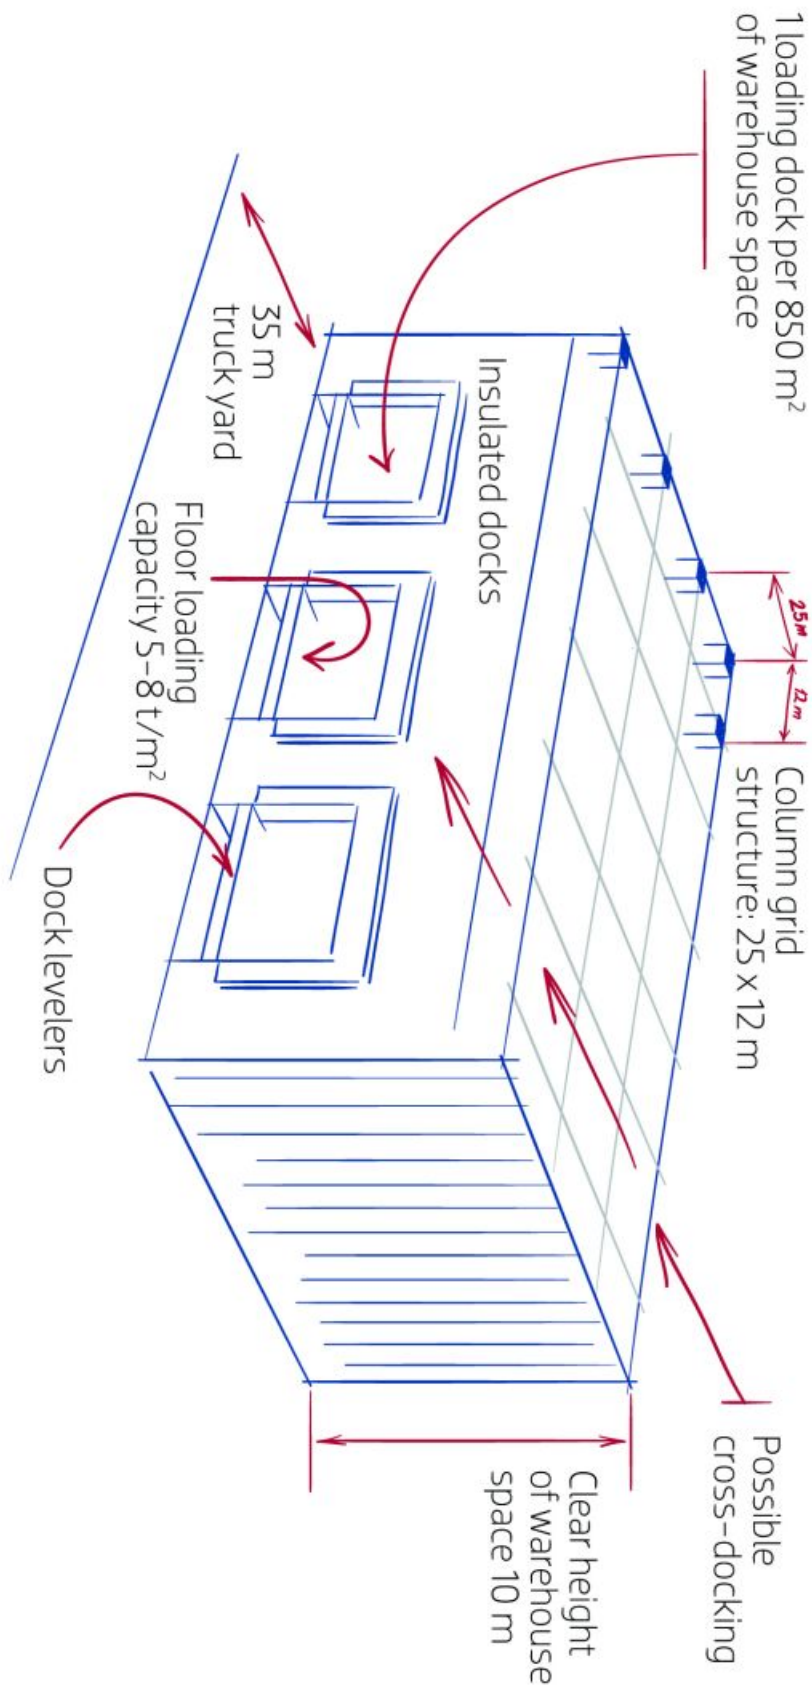 1 loading dock per 850 m²
of warehouse space
25 m
12 m
Column grid
structure: 25 x 12 m
Possible
cross-docking
Insulated docks
35 m
truck yard
Floor loading
capacity 5-8 t/m²
Dock levelers
Clear height
of warehouse
space 10 m